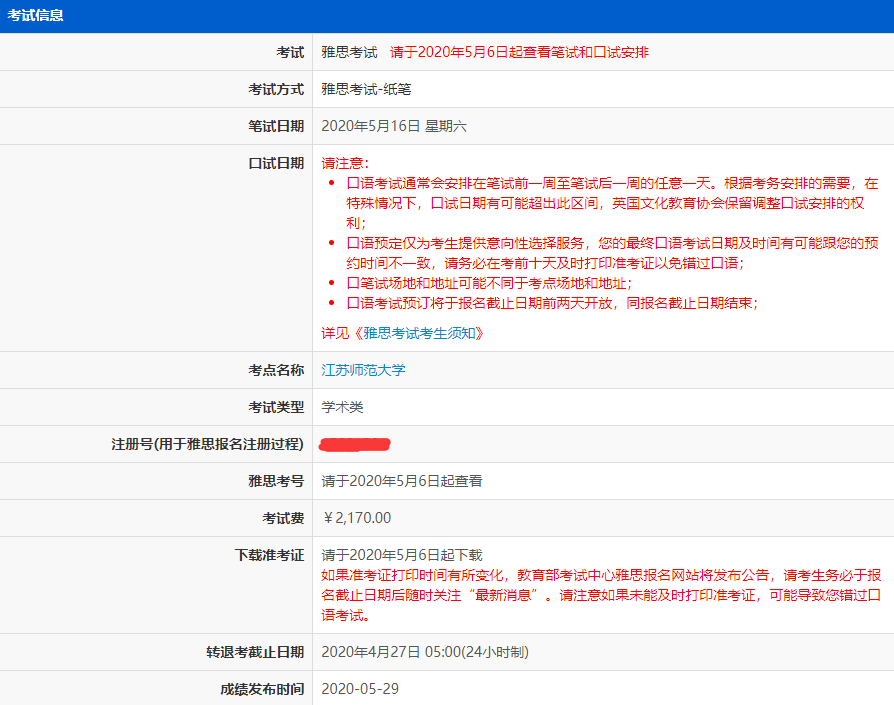 考试信息
考试 雅思考试 请于2020年5月6日起查看笔试和口试安排
考试方式 雅思考试-纸笔
笔试日期 2020年5月16日 星期六
口试日期 请注意：
• 口语考试通常会安排在笔试前一周至笔试后一周的任意一天。根据考务安排的需要，在
特殊情况下，口试日期有可能超出此区间，英国文化教育协会保留调整口试安排的权
利；
• 口语预定仅为考生提供意向性选择服务，您的最终口语考试日期及时间有可能跟您的预
约时间不一致，请务必在考前十天及时打印准考证以免错过口语；
• 口笔试场地和地址可能不同于考点场地和地址；
• 口语考试预订将于报名截止日期前两天开放，同报名截止日期结束；
详见《雅思考试考生须知》
考点名称 江苏师范大学
考试类型 学术类
注册号(用于雅思报名注册过程)
雅思考号 请于2020年5月6日起查看
考试费 ￥2,170.00
下载准考证 请于2020年5月6日起下载
如果准考证打印时间有所变化，教育部考试中心雅思报名网站将发布公告，请考生务必于报
名截止日期后随时关注“最新消息”。请注意如果未能及时打印准考证，可能导致您错过口
语考试。
转退考截止日期 2020年4月27日 05:00(24小时制)
成绩发布时间 2020-05-29